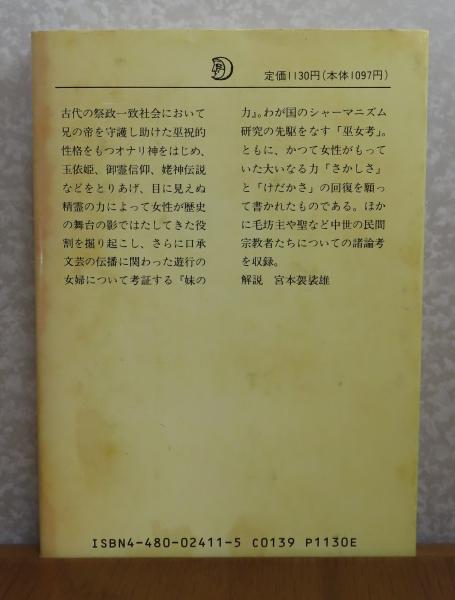 定価1130円(本体1097円)
古代の祭政一致社会において
兄の帝を守護し助けた巫祝的
性格をもつオナリ神をはじめ、
玉依姫、御霊信仰、姥神伝説
などをとりあげ、目に見えぬ
精霊の力によって女性が歴史
の舞台の影ではたしてきた役
割を掘り起こし、さらに口承
文芸の伝播に関わった遊行の
女婦について考証する『妹の
力』。わが国のシャーマニズム
研究の先駆をなす「巫女考」。
ともに、かつて女性がもって
いた大いなる力「さかしさ」
と「けだかさ」の回復を願っ
て書かれたものである。ほか
に毛坊主や聖など中世の民間
宗教者たちについての諸論考
を収録。
解説 宮本袈裟雄
ISBN4-480-02411-5 C0139 P1130E